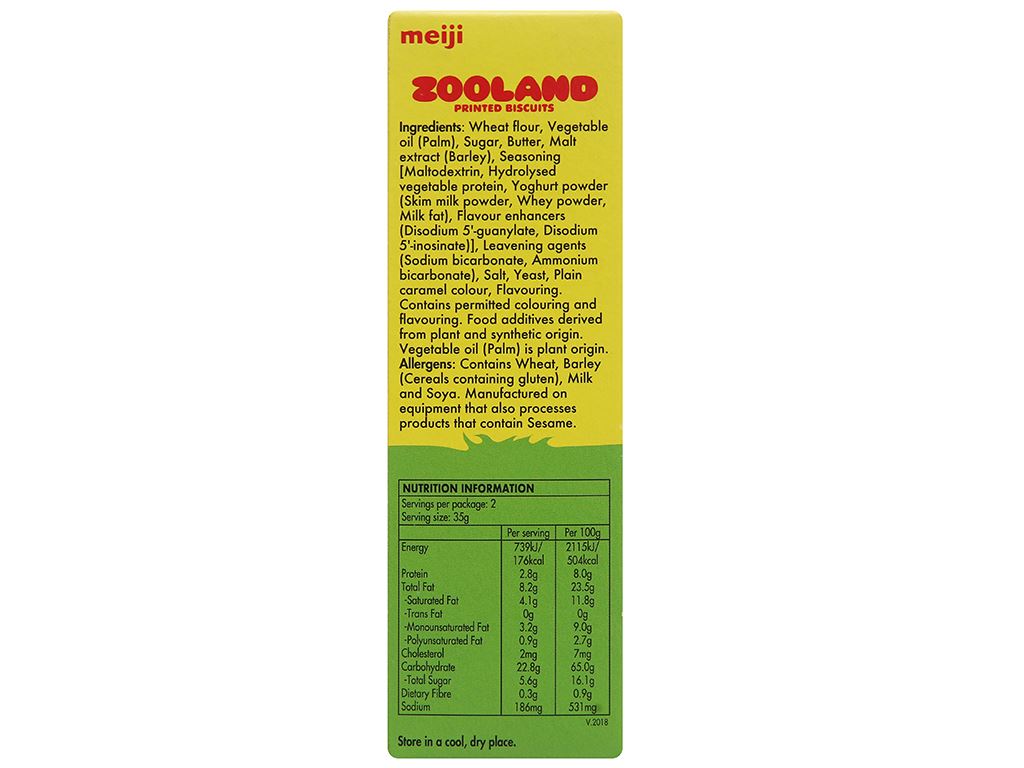 meiji
ZOOLAND
PRINTED BISCUITS
Ingredients: Wheat flour, Vegetable
oil (Palm), Sugar, Butter, Malt
extract (Barley), Seasoning
[Maltodextrin, Hydrolysed
vegetable protein, Yoghurt powder
(Skim milk powder, Whey powder,
Milk fat), Flavour enhancers
(Disodium 5'-guanylate, Disodium
5'-inosinate)], Leavening agents
(Sodium bicarbonate, Ammonium
bicarbonate), Salt, Yeast, Plain
caramel colour, Flavouring.
Contains permitted colouring and
flavouring. Food additives derived
from plant and synthetic origin.
Vegetable oil (Palm) is plant origin.
Allergens: Contains Wheat, Barley
(Cereals containing gluten), Milk
and Soya. Manufactured on
equipment that also processes
products that contain Sesame.
NUTRITION INFORMATION
Servings per package: 2
Serving size: 35g
Per serving Per 100g
Energy 739kJ/ 2115kJ/
176kcal 504kcal
Protein 2.8g 8.0g
Total Fat 8.2g 23.5g
-Saturated Fat 4.1g 11.8g
-Trans Fat 0g 0g
-Monounsaturated Fat 3.2g 9.0g
-Polyunsaturated Fat 0.9g 2.7g
Cholesterol 2mg 7mg
Carbohydrate 22.8g 65.0g
-Total Sugar 5.6g 16.1g
Dietary Fibre 0.3g 0.9g
Sodium 186mg 531mg
V.2018
Store in a cool, dry place.